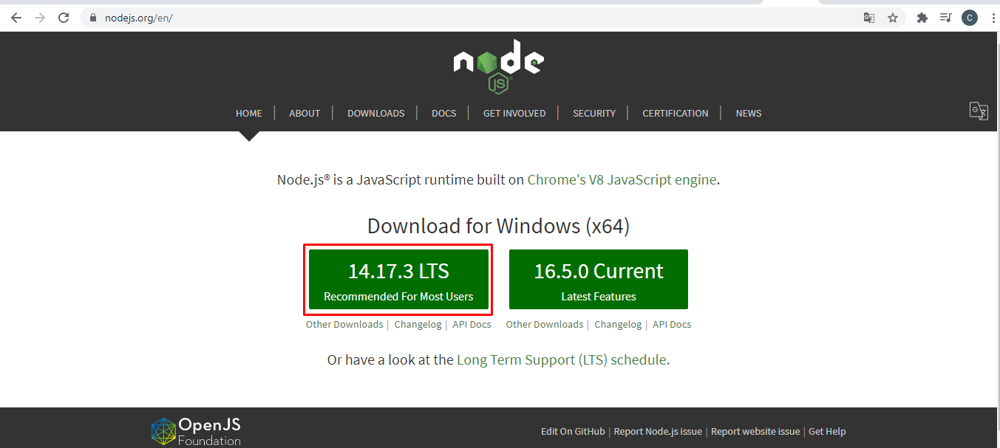 nodejs.org/en/
C
node
JS
HOME | ABOUT | DOWNLOADS | DOCS | GET INVOLVED | SECURITY | CERTIFICATION | NEWS
Node.js® is a JavaScript runtime built on Chrome's V8 JavaScript engine.
Download for Windows (x64)
14.17.3 LTS
Recommended For Most Users
16.5.0 Current
Latest Features
Other Downloads | Changelog | API Docs
Other Downloads | Changelog | API Docs
Or have a look at the Long Term Support (LTS) schedule.
OpenJS
Foundation
Edit On GitHub | Report Node.js issue | Report website issue | Get Help